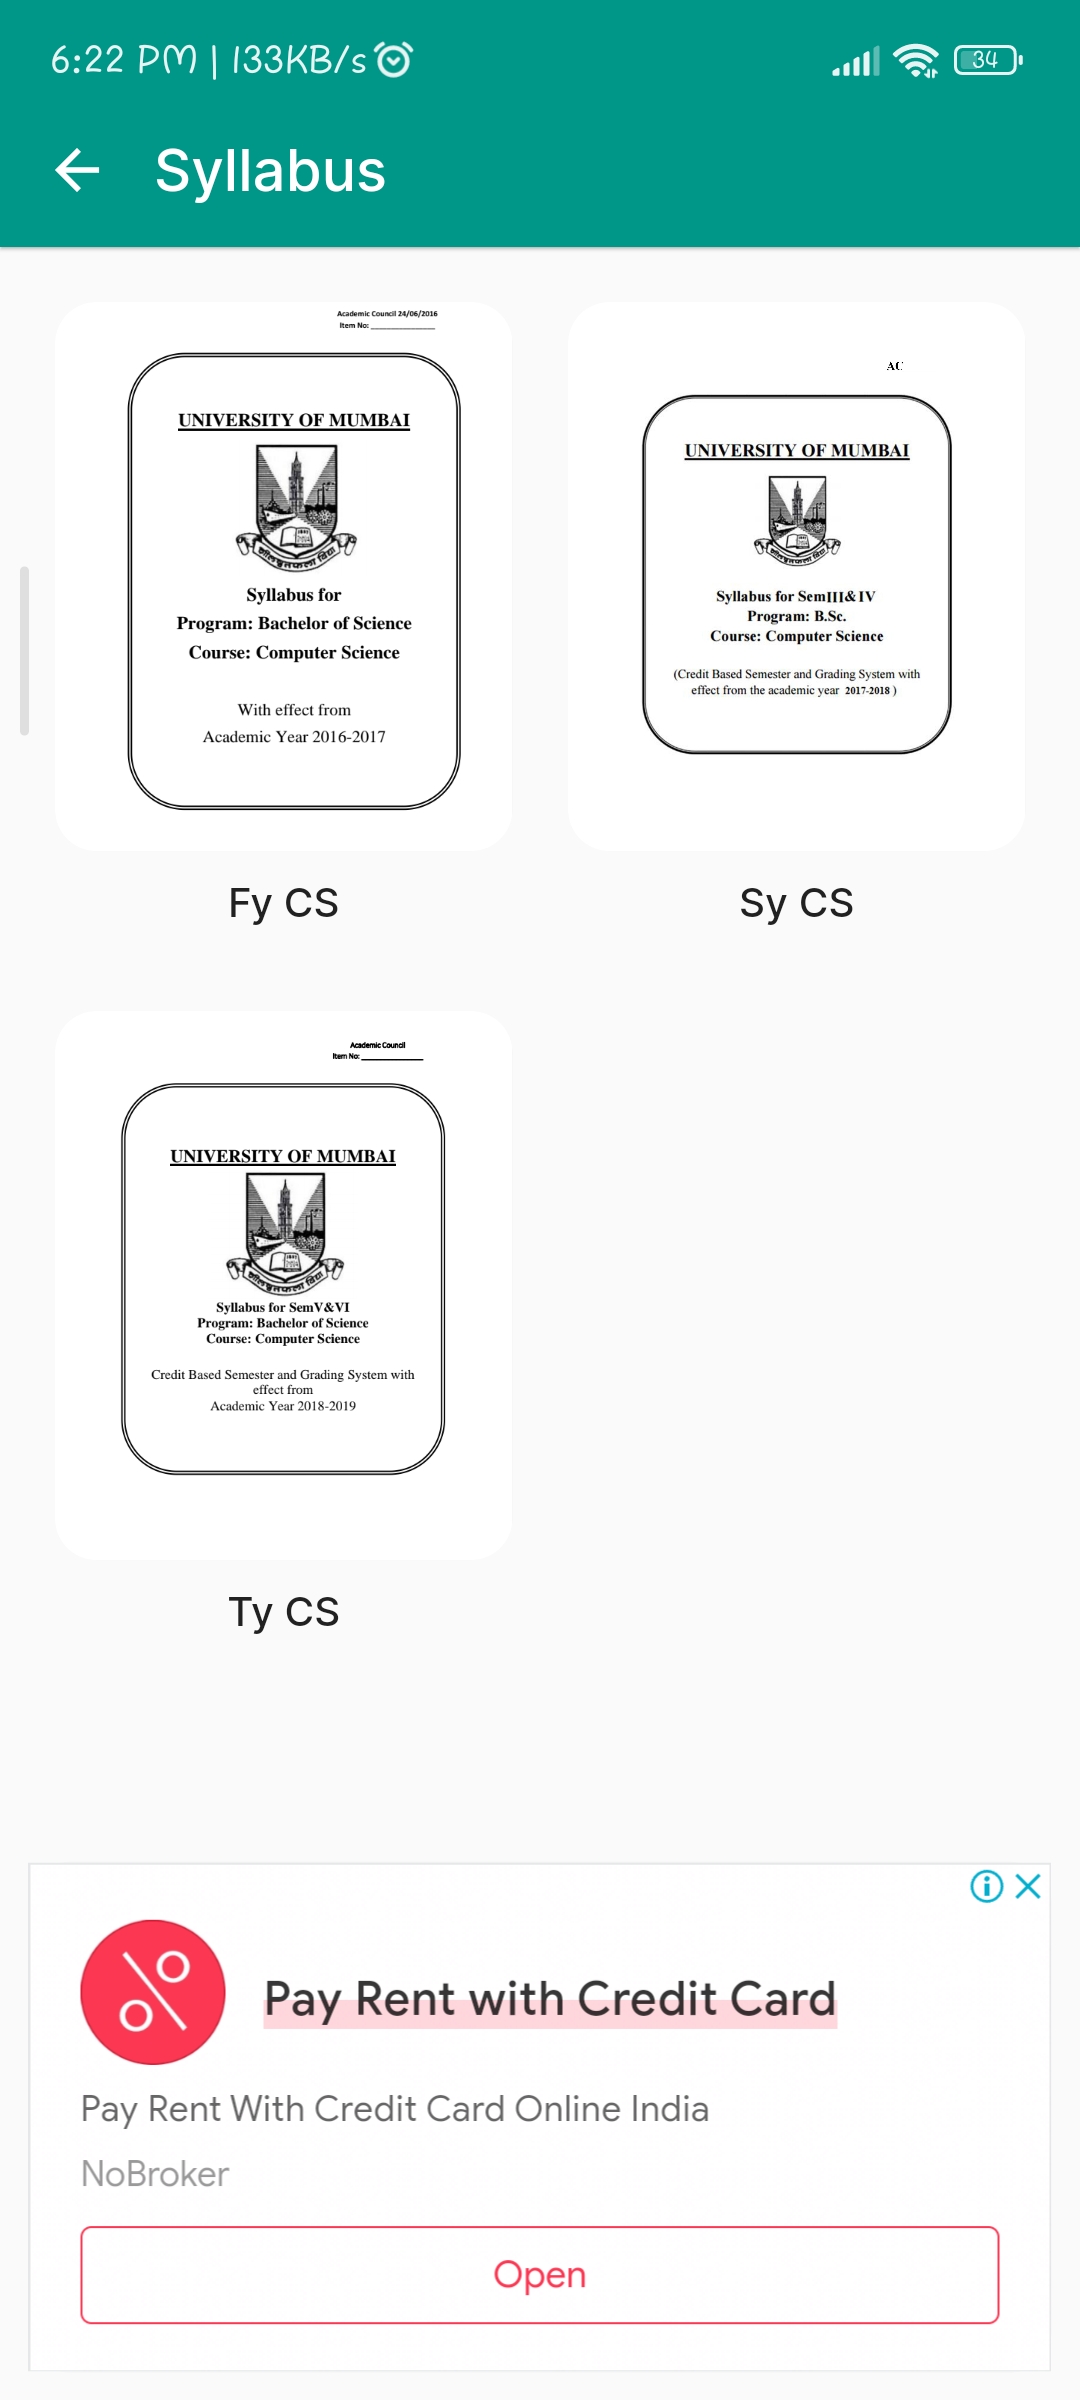 6:22 PM | 133KB/s
34
Syllabus
Academic Council 24/06/2016
Item No: ________________
UNIVERSITY OF MUMBAI
Syllabus for
Program: Bachelor of Science
Course: Computer Science
With effect from
Academic Year 2016-2017
Fy CS
AC
UNIVERSITY OF MUMBAI
Syllabus for SemIII& IV
Program: B.Sc.
Course: Computer Science
(Credit Based Semester and Grading System with
effect from the academic year 2017-2018 )
Sy CS
Academic Council
Item No: ________________
UNIVERSITY OF MUMBAI
Syllabus for SemV&VI
Program: Bachelor of Science
Course: Computer Science
Credit Based Semester and Grading System with
effect from
Academic Year 2018-2019
Ty CS
Pay Rent with Credit Card
Pay Rent With Credit Card Online India
NoBroker
Open